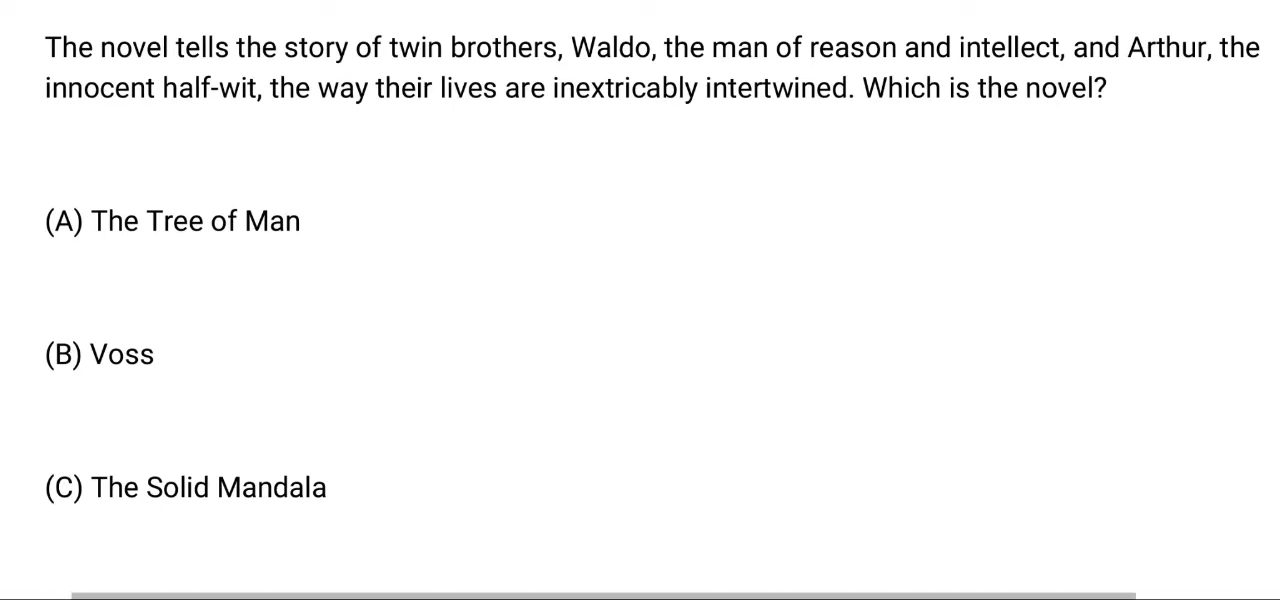 The novel tells the story of twin brothers, Waldo, the man of reason and intellect, and Arthur, the
innocent half-wit, the way their lives are inextricably intertwined. Which is the novel?
(A) The Tree of Man
(B) Voss
(C) The Solid Mandala